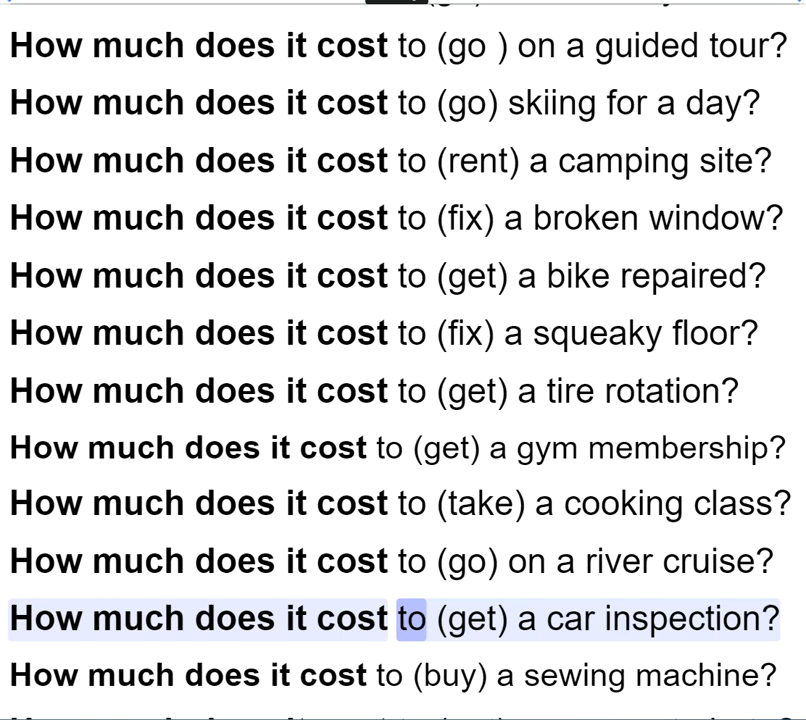 How much does it cost to (go ) on a guided tour?
How much does it cost to (go) skiing for a day?
How much does it cost to (rent) a camping site?
How much does it cost to (fix) a broken window?
How much does it cost to (get) a bike repaired?
How much does it cost to (fix) a squeaky floor?
How much does it cost to (get) a tire rotation?
How much does it cost to (get) a gym membership?
How much does it cost to (take) a cooking class?
How much does it cost to (go) on a river cruise?
How much does it cost to (get) a car inspection?
How much does it cost to (buy) a sewing machine?